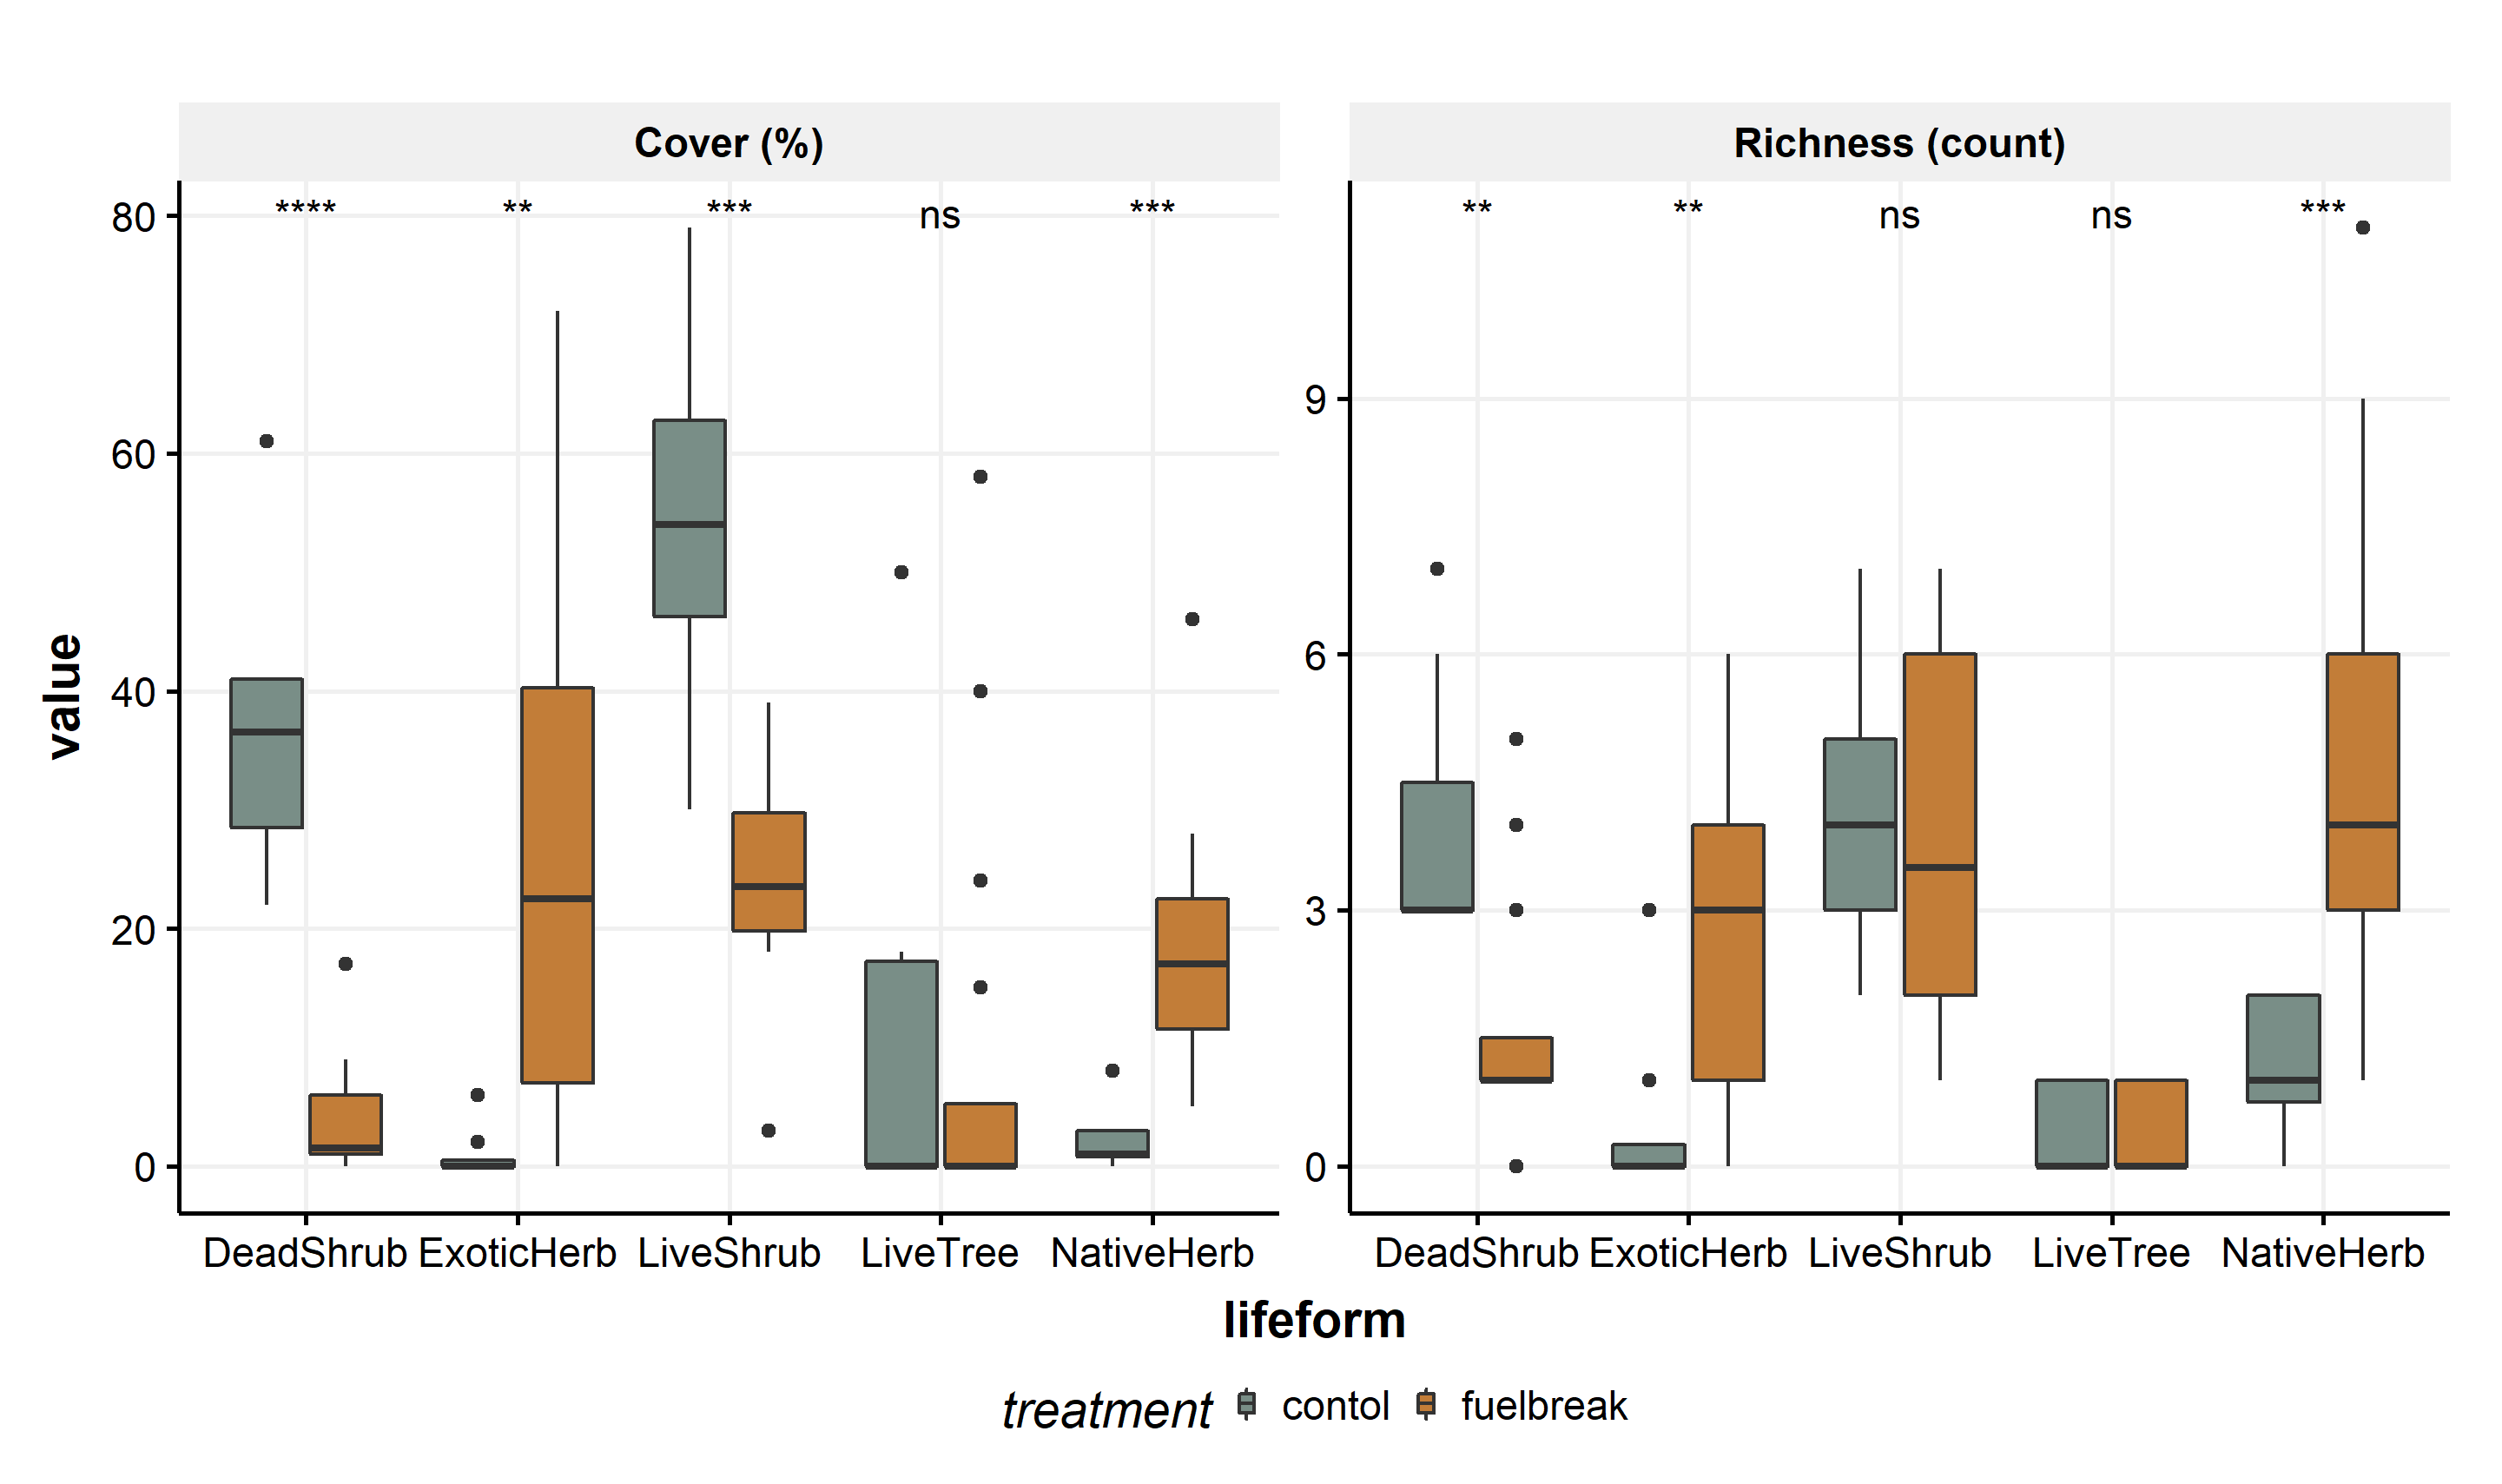 Cover (%)
Richness (count)
**** ** *** ns ***
** ** ns ns ***
80
60
40
20
0
9
6
3
0
value
DeadShrub ExoticHerb LiveShrub LiveTree NativeHerb
DeadShrub ExoticHerb LiveShrub LiveTree NativeHerb
lifeform
treatment contol fuelbreak